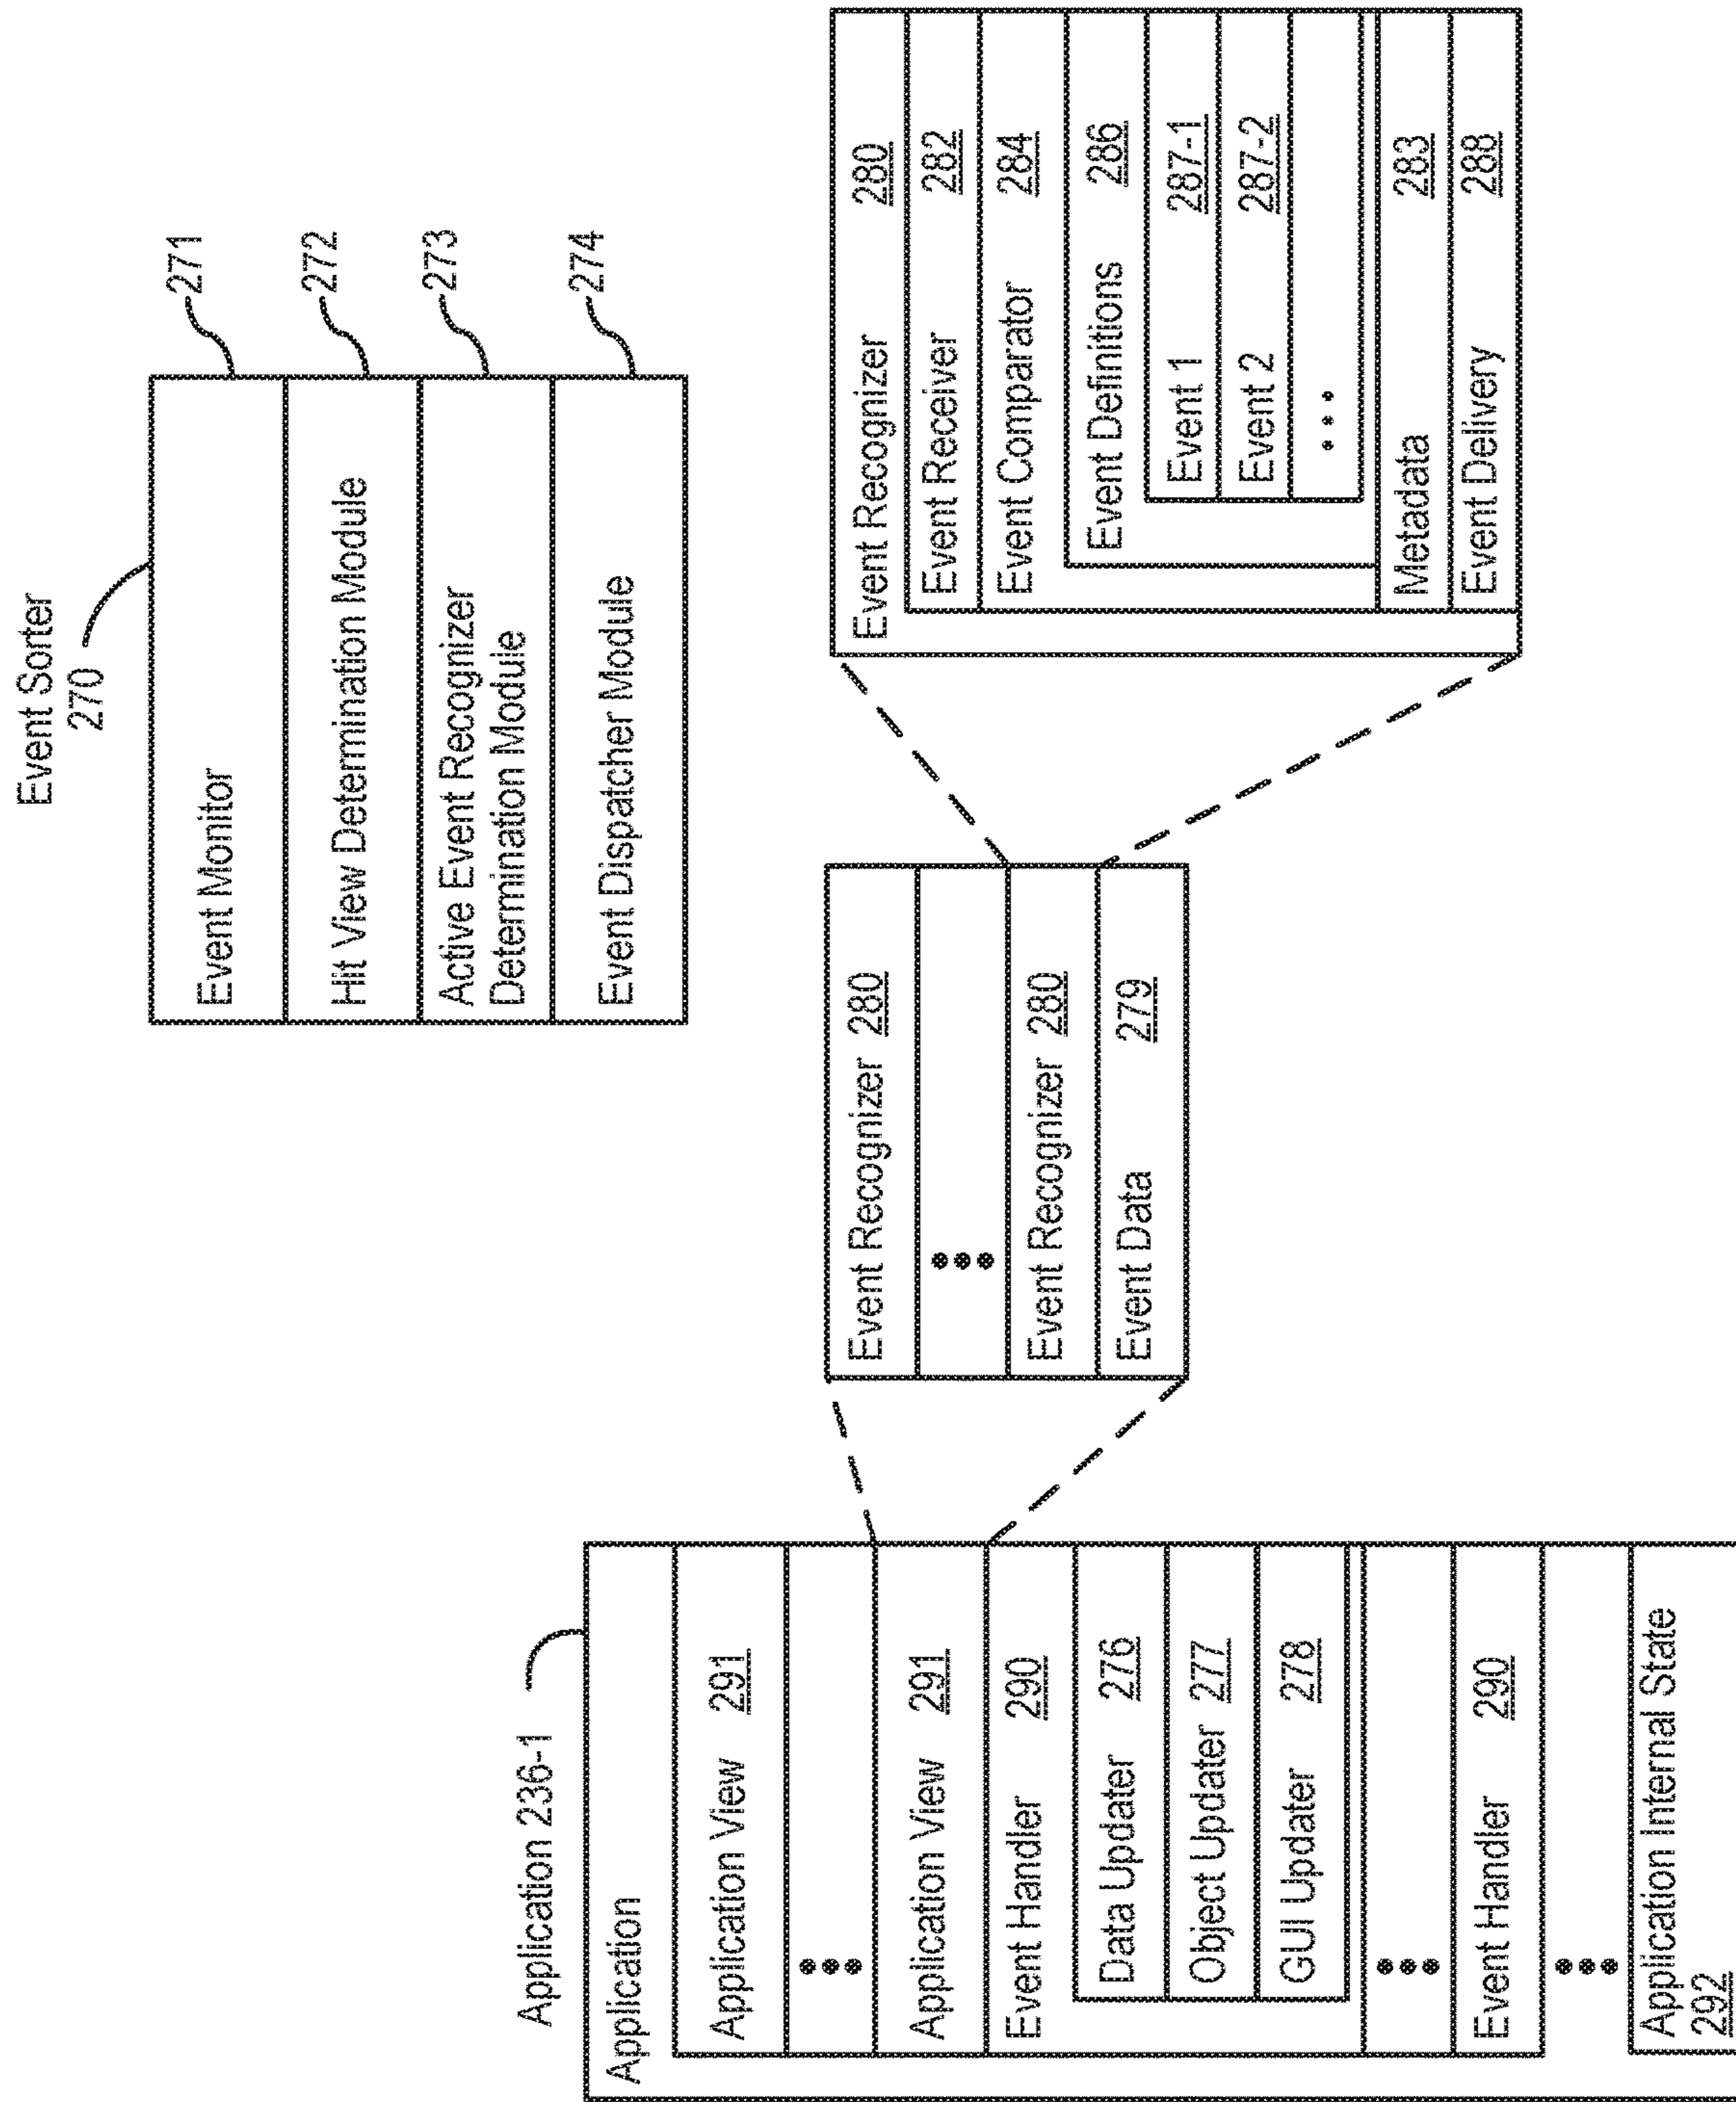 Event Sorter
270
Event Monitor
271
Hit View Determination Module
272
Active Event Recognizer
Determination Module
273
Event Dispatcher Module
274
Application 236-1
Application
Application View 291
•••
Application View 291
Event Handler 290
Data Updater 276
Object Updater 277
GUI Updater 278
•••
Event Handler 290
•••
Application Internal State
292
Event Recognizer 280
•••
Event Recognizer 280
Event Data 279
Event Recognizer 280
Event Receiver 282
Event Comparator 284
Event Definitions 286
Event 1 287-1
Event 2 287-2
•••
Metadata 283
Event Delivery 288